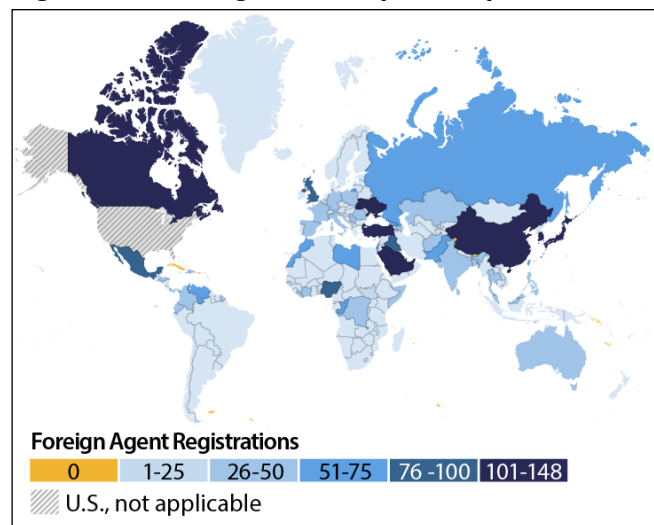 Foreign Agent Registrations
0 1-25 26-50 51-75 76 -100 101-148
U.S., not applicable